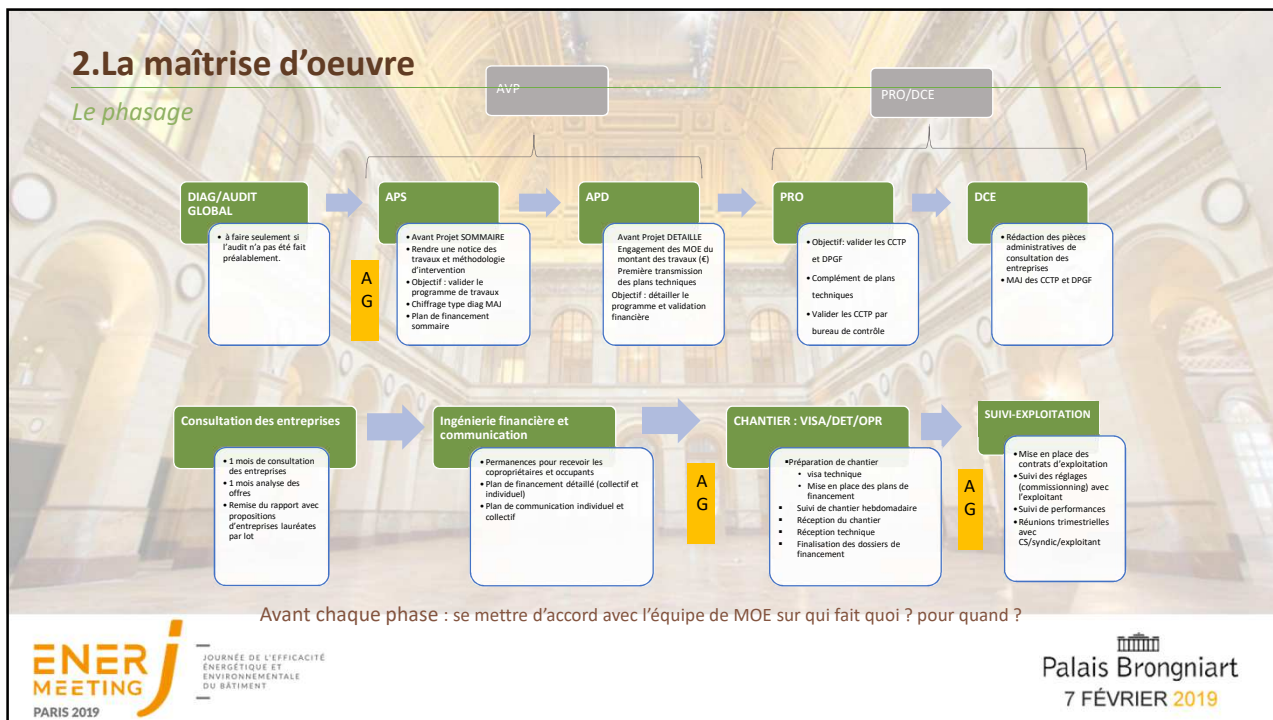 2.La maîtrise d'oeuvre
Le phasage
AVP
PRO/DCE
DIAG/AUDIT
GLOBAL
• à faire seulement si
l'audit n'a pas été fait
préalablement.
A
G
APS
• Avant Projet SOMMAIRE
• Rendre une notice des
travaux et méthodologie
d'intervention
• Objectif : valider le
programme de travaux
• Chiffrage type diag MAJ
• Plan de financement
sommaire
APD
Avant Projet DETAILLE
Engagement des MOE du
montant des travaux (€)
Première transmission
des plans techniques
Objectif : détailler le
programme et validation
financière
PRO
• Objectif: valider les CCTP
et DPGF
• Complément de plans
techniques
• Valider les CCTP par
bureau de contrôle
DCE
• Rédaction des pièces
administratives de
consultation des
entreprises
• MAJ des CCTP et DPGF
Consultation des entreprises
• 1 mois de consultation
des entreprises
• 1 mois analyse des
offres
• Remise du rapport avec
propositions
d'entreprises lauréates
par lot
Ingénierie financière et
communication
• Permanences pour recevoir les
copropriétaires et occupants
• Plan de financement détaillé (collectif et
individuel)
• Plan de communication individuel et
collectif
A
G
CHANTIER : VISA/DET/OPR
▪Préparation de chantier
• visa technique
• Mise en place des plans de
financement
▪ Suivi de chantier hebdomadaire
▪ Réception du chantier
▪ Réception technique
▪ Finalisation des dossiers de
financement
A
G
SUIVI-EXPLOITATION
• Mise en place des
contrats d'exploitation
• Suivi des réglages
(commissionning) avec
l'exploitant
• Suivi de performances
• Réunions trimestrielles
avec
CS/syndic/exploitant
Avant chaque phase : se mettre d'accord avec l'équipe de MOE sur qui fait quoi ? pour quand ?
ENER J
MEETING
PARIS 2019
JOURNÉE DE L'EFFICACITÉ
ÉNERGÉTIQUE ET
ENVIRONNEMENTALE
DU BÂTIMENT
Palais Brongniart
7 FÉVRIER 2019